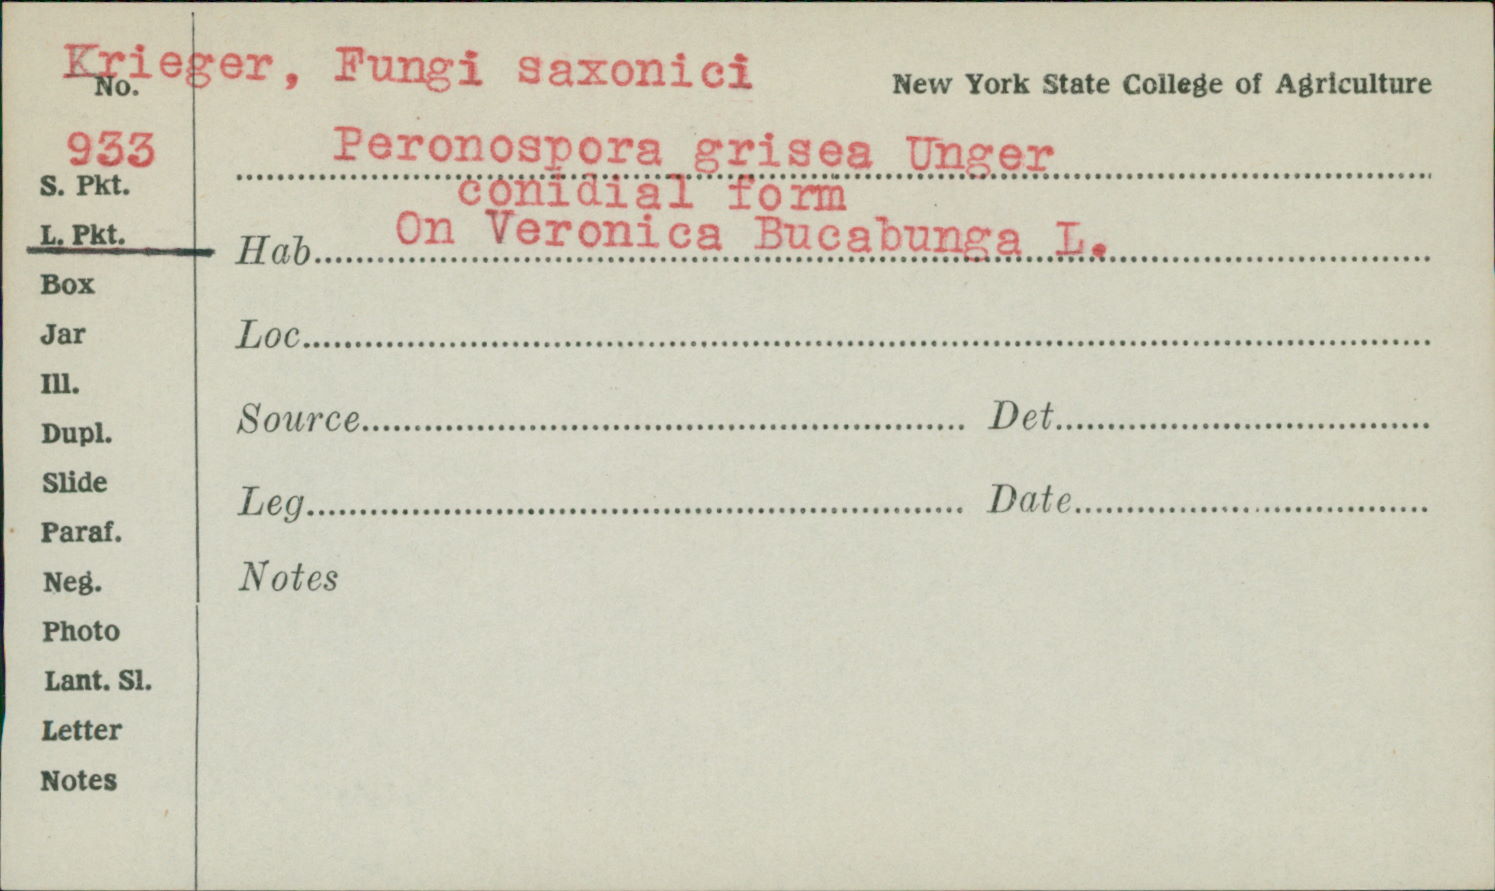 Krieger, Fungi saxonici
No.
New York State College of Agriculture
933
Peronospora grisea Unger
S. Pkt.
conidial form
L. Pkt.
Hab. On Veronica Bucabunga L.
Box
Jar
Loc.
Ill.
Source Det.
Dupl.
Slide
Leg. Date
Paraf.
Neg.
Notes
Photo
Lant. Sl.
Letter
Notes